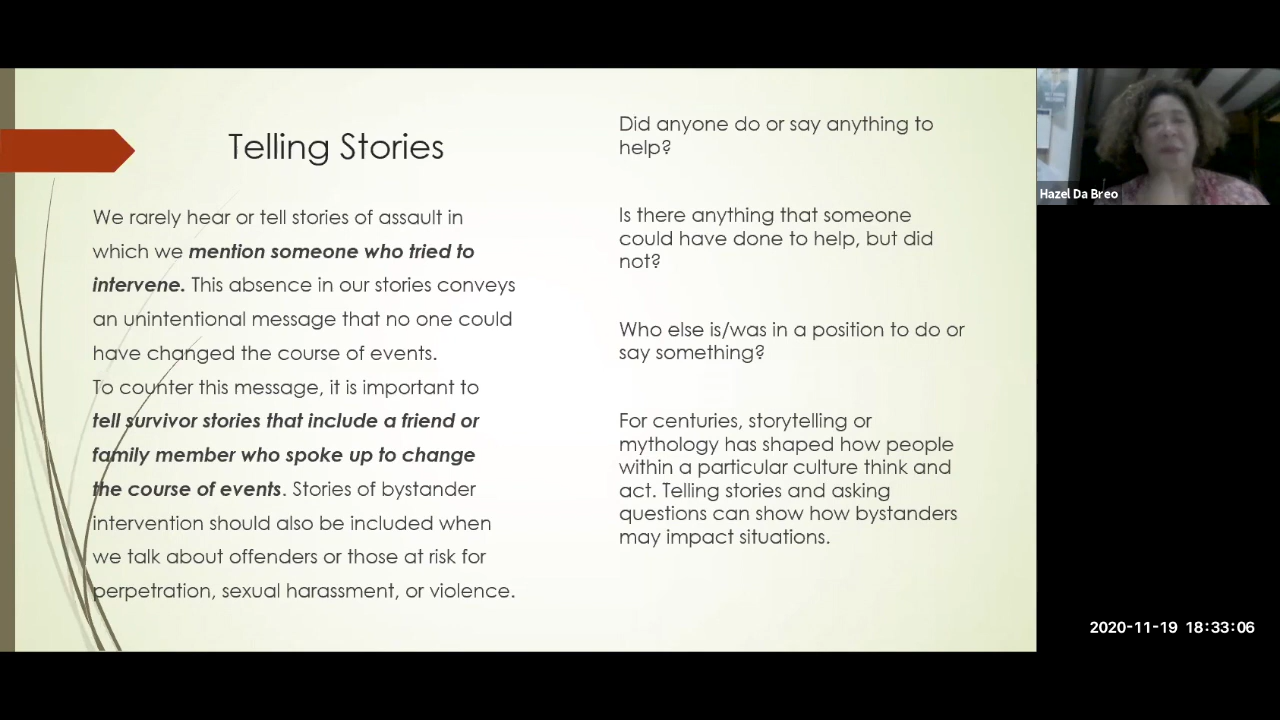 Telling Stories
We rarely hear or tell stories of assault in
which we mention someone who tried to
intervene. This absence in our stories conveys
an unintentional message that no one could
have changed the course of events.
To counter this message, it is important to
tell survivor stories that include a friend or
family member who spoke up to change
the course of events. Stories of bystander
intervention should also be included when
we talk about offenders or those at risk for
perpetration, sexual harassment, or violence.
Did anyone do or say anything to
help?
Is there anything that someone
could have done to help, but did
not?
Who else is/was in a position to do or
say something?
For centuries, storytelling or
mythology has shaped how people
within a particular culture think and
act. Telling stories and asking
questions can show how bystanders
may impact situations.
Hazel Da Breo
2020-11-19 18:33:06